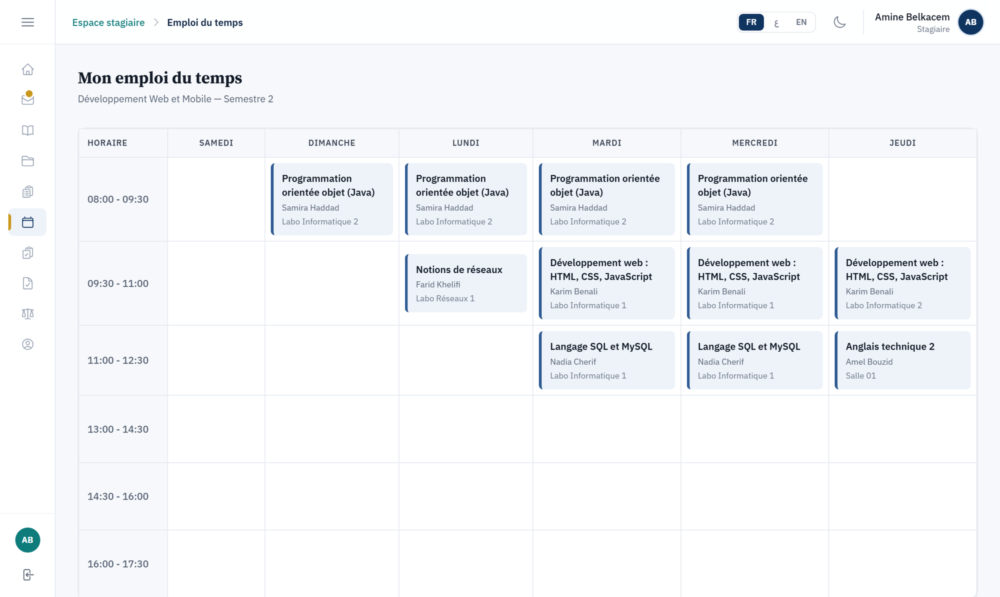 Espace stagiaire
Emploi du temps
FR
ع
EN
Amine Belkacem
Stagiaire
AB
Mon emploi du temps
Développement Web et Mobile — Semestre 2
HORAIRE
SAMEDI
DIMANCHE
LUNDI
MARDI
MERCREDI
JEUDI
08:00 - 09:30
Programmation
orientée objet (Java)
Samira Haddad
Labo Informatique 2
Programmation
orientée objet (Java)
Samira Haddad
Labo Informatique 2
Programmation orientée
objet (Java)
Samira Haddad
Labo Informatique 2
Programmation orientée
objet (Java)
Samira Haddad
Labo Informatique 2
09:30 - 11:00
Notions de réseaux
Farid Khelifi
Labo Réseaux 1
Développement web :
HTML, CSS, JavaScript
Karim Benali
Labo Informatique 1
Développement web :
HTML, CSS, JavaScript
Karim Benali
Labo Informatique 1
Développement web :
HTML, CSS, JavaScript
Karim Benali
Labo Informatique 2
11:00 - 12:30
Langage SQL et MySQL
Nadia Cherif
Labo Informatique 1
Langage SQL et MySQL
Nadia Cherif
Labo Informatique 1
Anglais technique 2
Amel Bouzid
Salle 01
13:00 - 14:30
14:30 - 16:00
16:00 - 17:30
AB